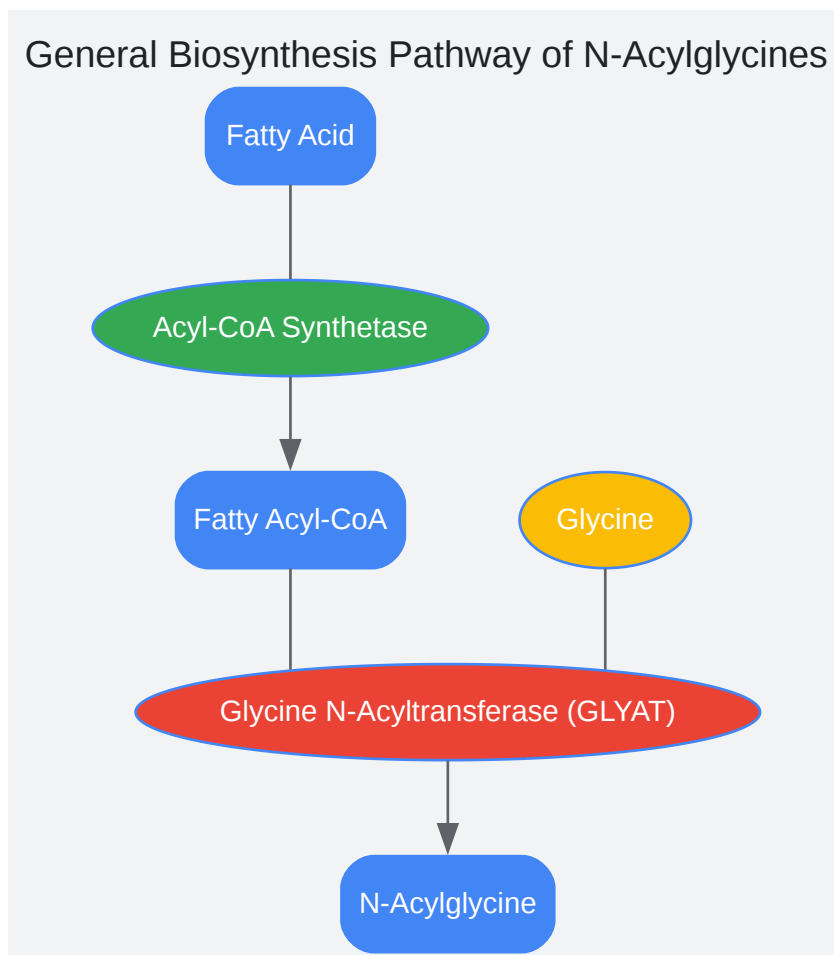 General Biosynthesis Pathway of N-Acylglycines
Fatty Acid
Acyl-CoA Synthetase
Fatty Acyl-CoA
Glycine
Glycine N-Acyltransferase (GLYAT)
N-Acylglycine